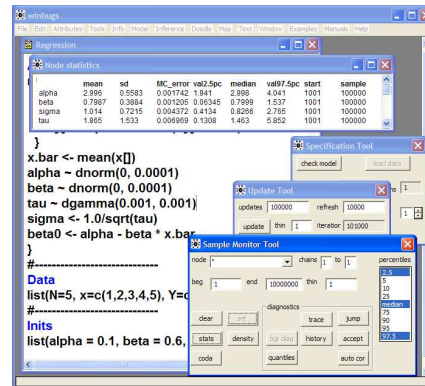 winbugs
File Edit Attributes Tools Info Model Inference Doodle Map Text Window Examples Manuals Help
Regression
Node statistics
mean sd MC_error val2.5pc median val97.5pc start sample
alpha 2.996 0.5583 0.001742 1.941 2.998 4.041 1001 100000
beta 0.7987 0.3884 0.001205 0.06345 0.7999 1.537 1001 100000
sigma 1.014 0.7215 0.004372 0.4134 0.8266 2.765 1001 100000
tau 1.865 1.533 0.006969 0.1308 1.463 5.852 1001 100000
}
x.bar <- mean(x[])
alpha ~ dnorm(0, 0.0001)
beta ~ dnorm(0, 0.0001)
tau ~ dgamma(0.001, 0.001)
sigma <- 1.0/sqrt(tau)
beta0 <- alpha - beta * x.bar
}
#------------------------------
Data
list(N=5, x=c(1,2,3,4,5), Y=c
#------------------------------
Inits
list(alpha = 0.1, beta = 0.6,
Specification Tool
check model load data
1
1
Update Tool
updates 100000 refresh 10000
update thin 1 iteration 101000
Sample Monitor Tool
node * chains 1 to 1 percentiles
beg 1 end 10000000 thin 1
2.5
5
10
25
median
75
90
95
97.5
diagnostics
clear set trace jump
stats density bgr diag history accept
coda quantiles auto cor